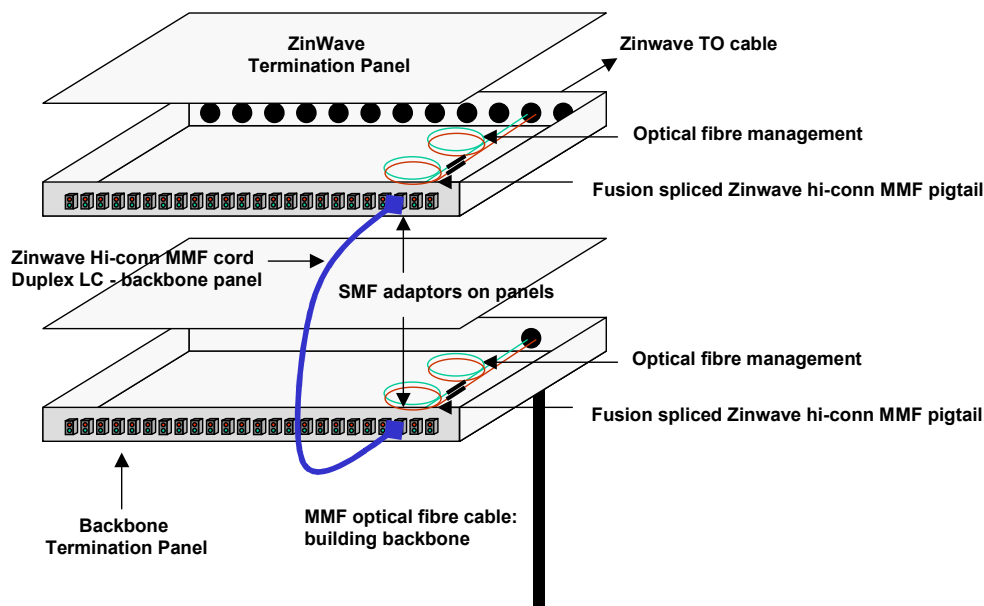 ZinWave
Termination Panel
Zinwave TO cable
Optical fibre management
Fusion spliced Zinwave hi-conn MMF pigtail
Zinwave Hi-conn MMF cord
Duplex LC - backbone panel
SMF adaptors on panels
Optical fibre management
Fusion spliced Zinwave hi-conn MMF pigtail
Backbone
Termination Panel
MMF optical fibre cable:
building backbone